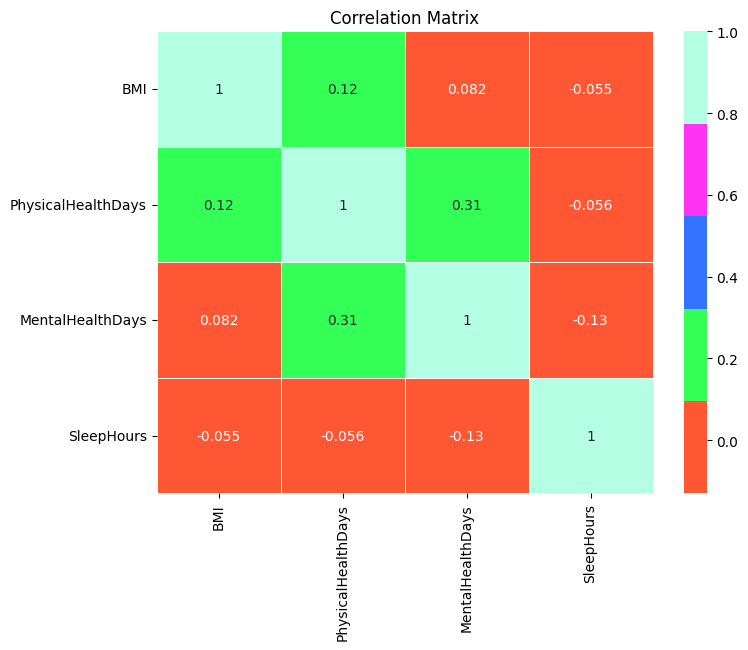 Correlation Matrix
BMI 1 0.12 0.082 -0.055
PhysicalHealthDays 0.12 1 0.31 -0.056
MentalHealthDays 0.082 0.31 1 -0.13
SleepHours -0.055 -0.056 -0.13 1
BMI
PhysicalHealthDays
MentalHealthDays
SleepHours
1.0
0.8
0.6
0.4
0.2
0.0